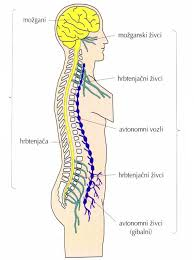 možgani
možganski živci
hrbtenjačni živci
hrbtenjača
avtonomni vozli
hrbtenjačni živci
avtonomni živci
(gibalni)